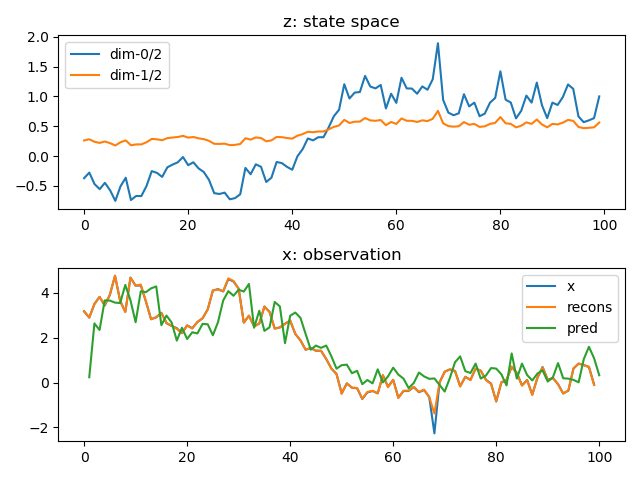 z: state space
dim-0/2
dim-1/2
2.0
1.5
1.0
0.5
0.0
−0.5
0 20 40 60 80 100
x: observation
x
recons
pred
4
2
0
−2
0 20 40 60 80 100